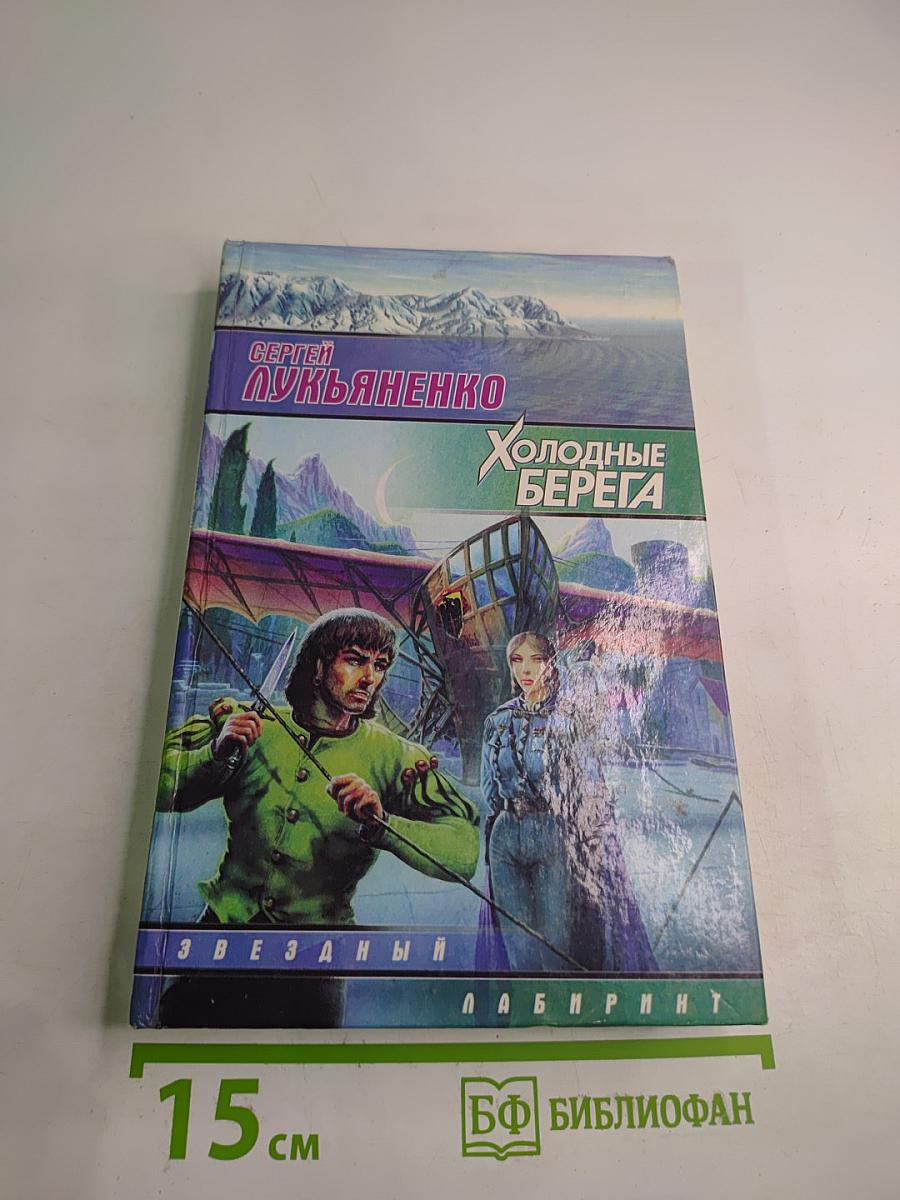 СЕРГЕЙ
ЛУКЬЯНЕНКО
ХОЛОДНЫЕ
БЕРЕГА
ЗВЕЗДНЫЙ
ЛАБИРИНТ
15 см
БФ БИБЛИОФАН